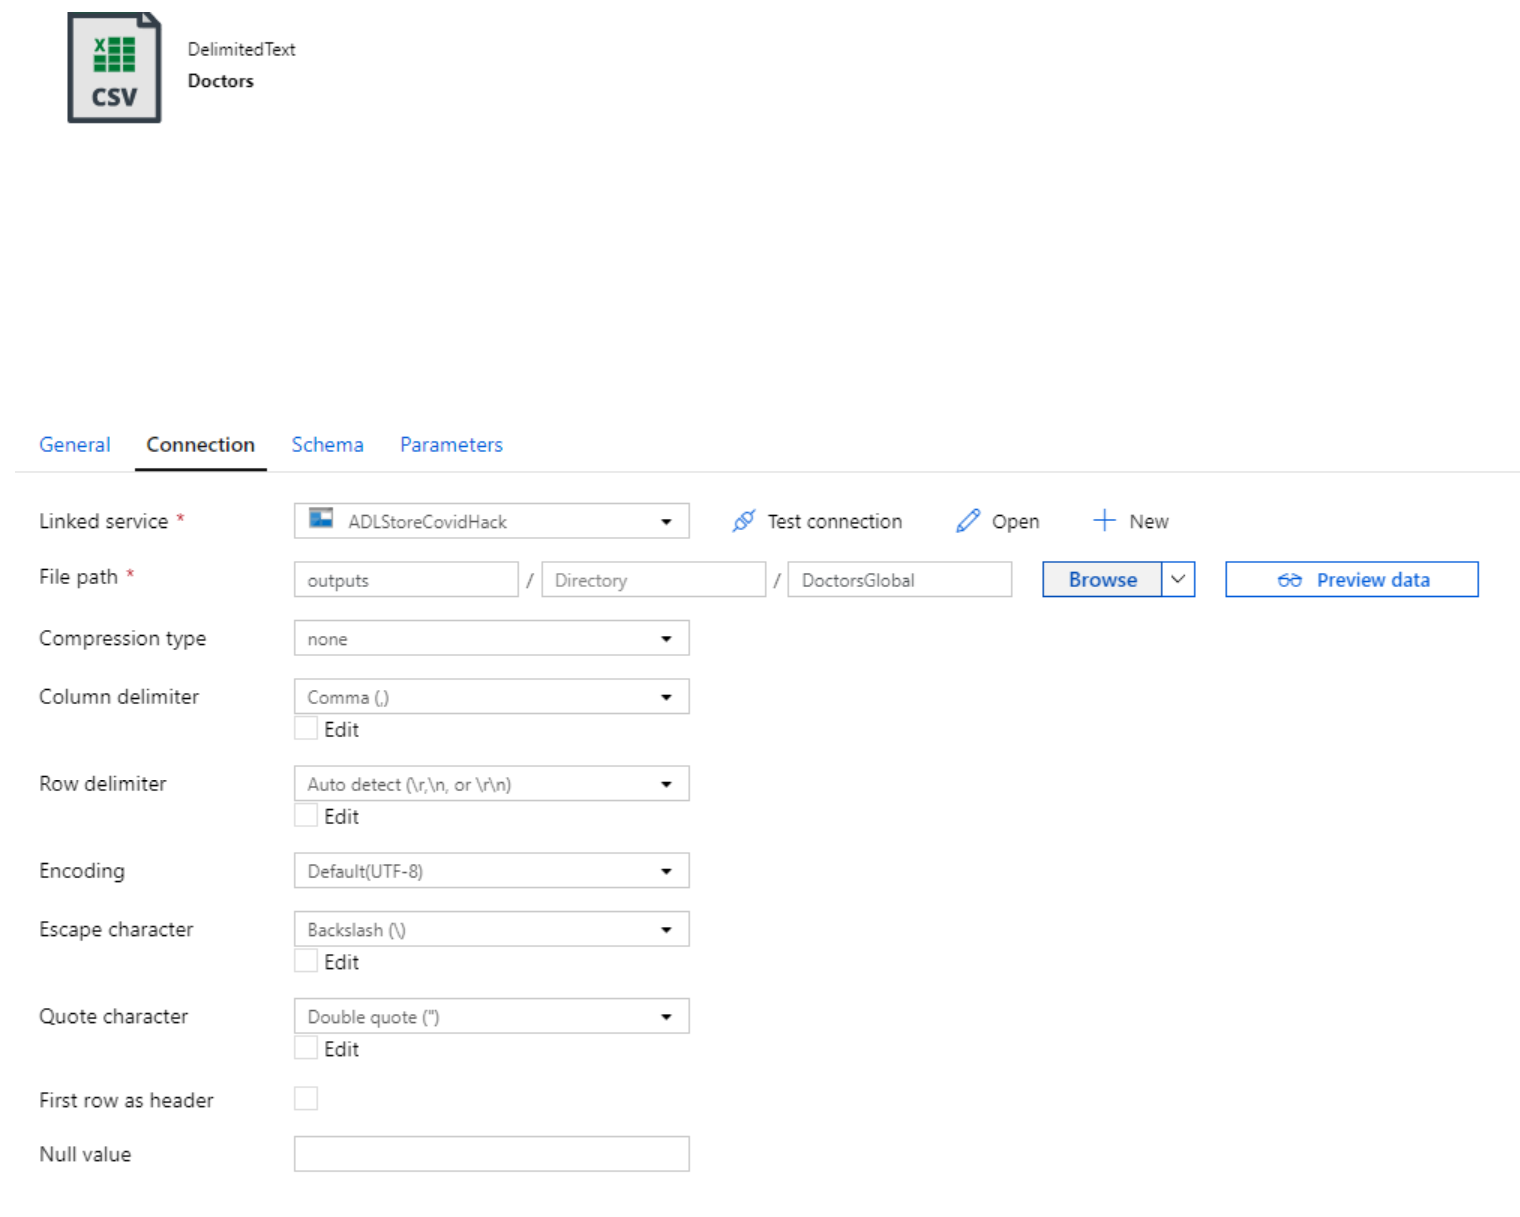 X
CSV
DelimitedText
Doctors
General Connection Schema Parameters
Linked service * ADLStoreCovidHack Test connection Open New
File path * outputs / Directory / DoctorsGlobal Browse Preview data
Compression type none
Column delimiter Comma (,)
Edit
Row delimiter Auto detect (\r,\n, or \r\n)
Edit
Encoding Default(UTF-8)
Escape character Backslash (\)
Edit
Quote character Double quote (")
Edit
First row as header
Null value